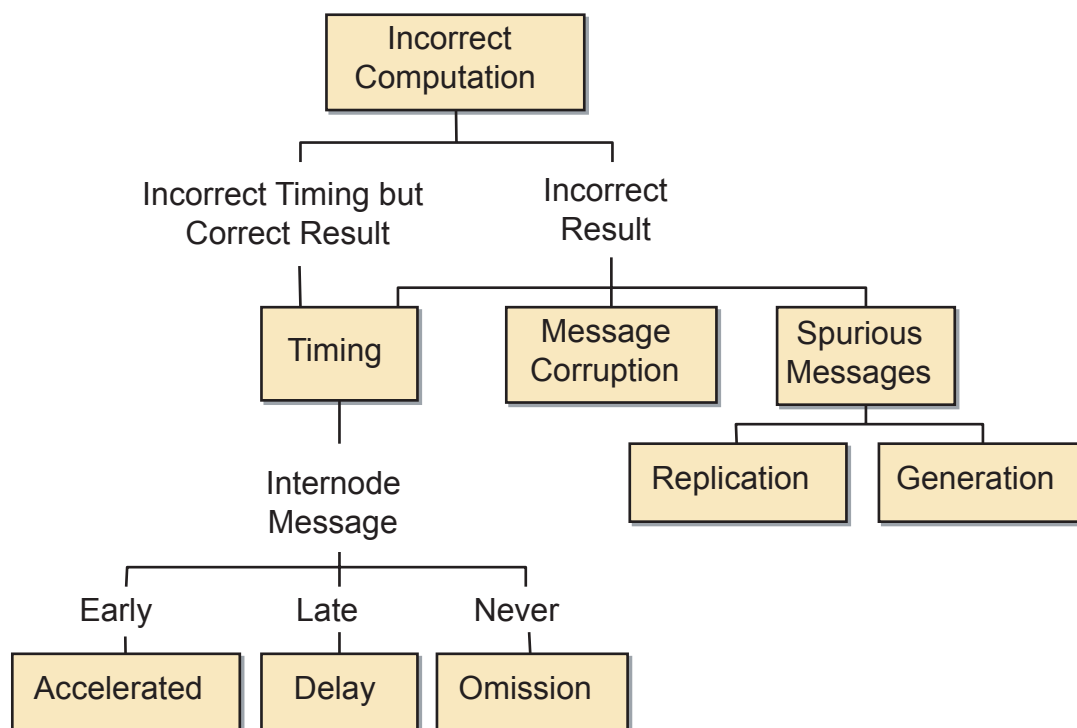 Incorrect
Computation
Incorrect Timing but
Correct Result
Incorrect
Result
Timing
Message
Corruption
Spurious
Messages
Replication
Generation
Internode
Message
Early
Late
Never
Accelerated
Delay
Omission